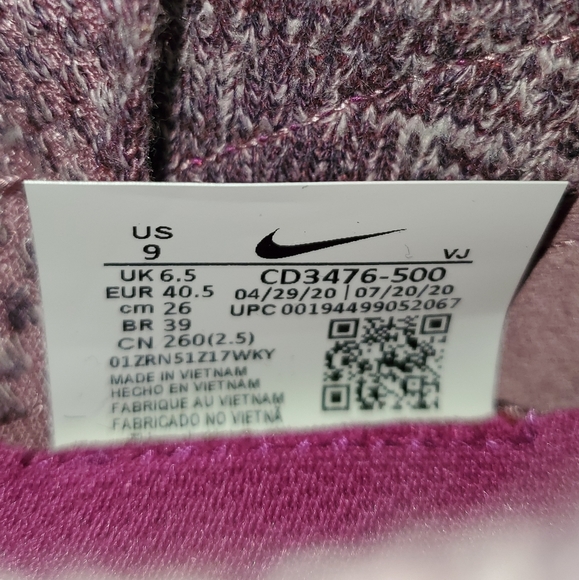 US
9
VJ
UK 6.5
EUR 40.5
cm 26
BR 39
CN 260(2.5)
CD3476-500
04/29/20 | 07/20/20
UPC 00194499052067
01ZRN51Z17WKY
MADE IN VIETNAM
HECHO EN VIETNAM
FABRIQUE AU VIETNAM
FABRICADO NO VIETNÃ